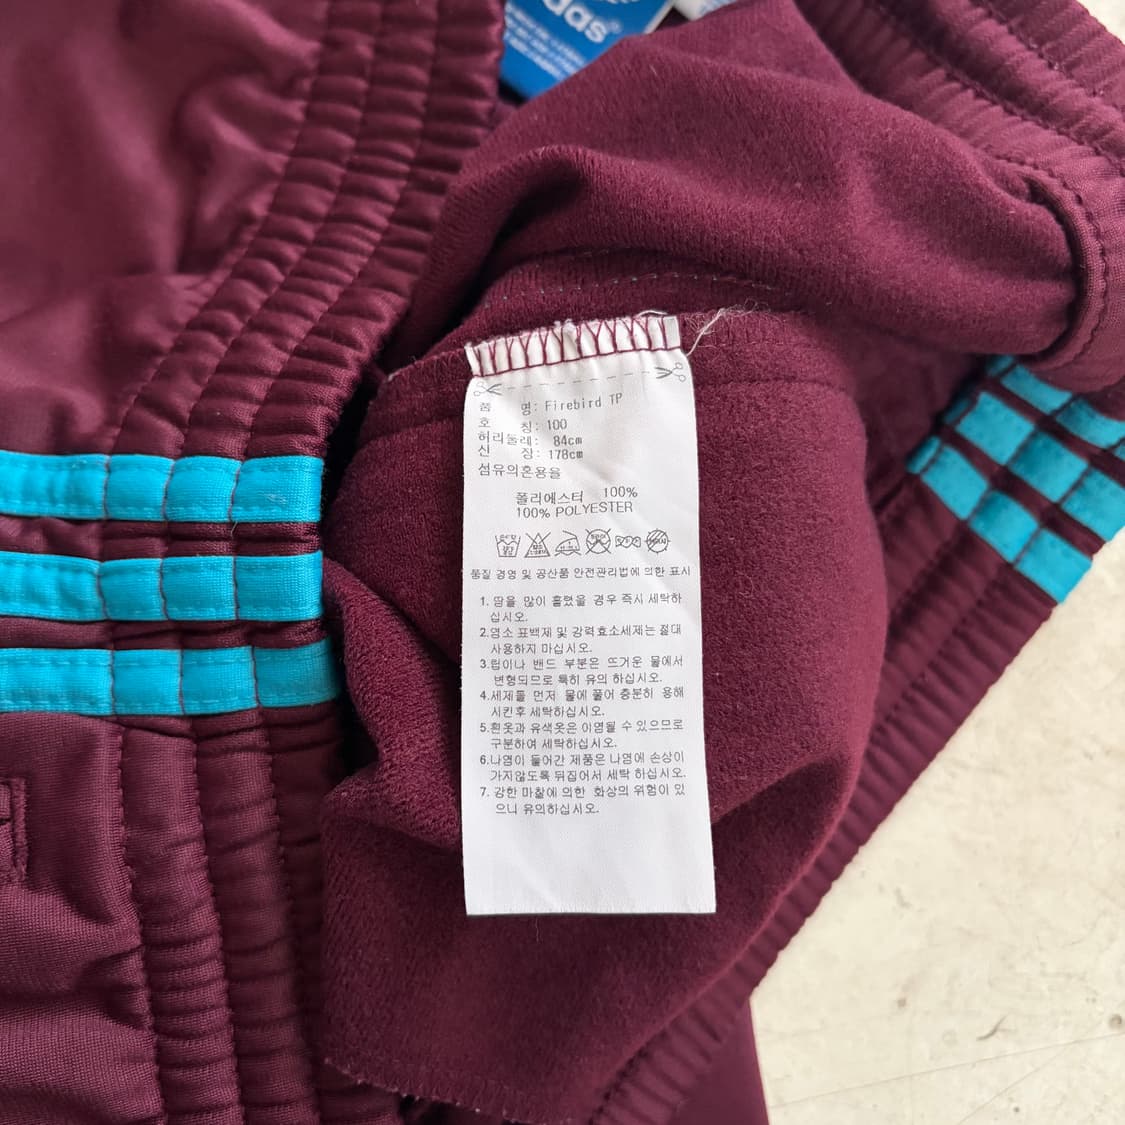 adidas®
품 명: Firebird TP
호 칭: 100
허리둘레: 84cm
신 장: 178cm
섬유의혼용율
폴리에스터 100%
100% POLYESTER
품질 경영 및 공산품 안전관리법에 의한 표시
1. 땀을 많이 흘렸을 경우 즉시 세탁하
십시오.
2.염소 표백제 및 강력효소세제는 절대
사용하지 마십시오.
3.립이나 밴드 부분은 뜨거운 물에서
변형되므로 특히 유의 하십시오.
4.세제를 먼저 물에 풀어 충분히 용해
시킨후 세탁하십시오.
5.흰옷과 유색옷은 이염될 수 있으므로
구분하여 세탁하십시오.
6.나염이 들어간 제품은 나염에 손상이
가지않도록 뒤집어서 세탁 하십시오.
7. 강한 마찰에 의한 화상의 위험이 있
으니 유의하십시오.